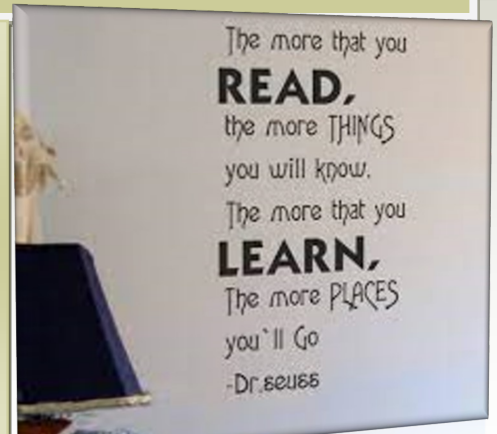 The more that you
READ,
the more THINGS
you will know.
The more that you
LEARN,
The more PLACES
you`ll Go
-Dr.seuss